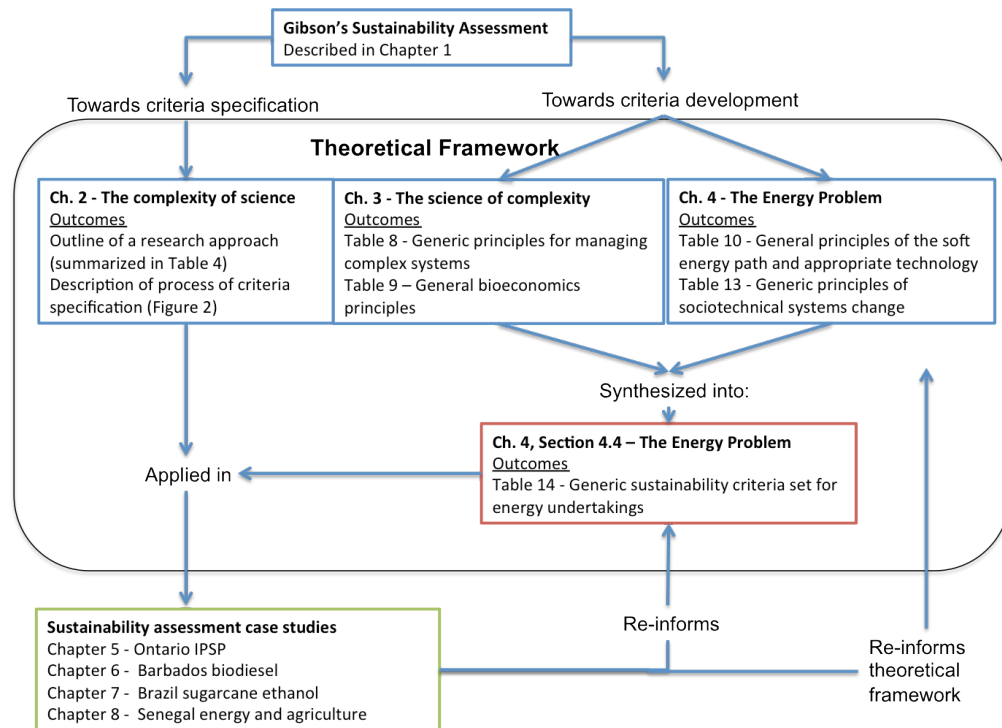 Gibson's Sustainability Assessment
Described in Chapter 1
Towards criteria specification
Towards criteria development
Theoretical Framework
Ch. 2 - The complexity of science
Outcomes
Outline of a research approach
(summarized in Table 4)
Description of process of criteria
specification (Figure 2)
Ch. 3 - The science of complexity
Outcomes
Table 8 - Generic principles for managing
complex systems
Table 9 – General bioeconomics
principles
Ch. 4 - The Energy Problem
Outcomes
Table 10 - General principles of the soft
energy path and appropriate technology
Table 13 - Generic principles of
sociotechnical systems change
Synthesized into:
Ch. 4, Section 4.4 – The Energy Problem
Outcomes
Table 14 - Generic sustainability criteria set for
energy undertakings
Applied in
Sustainability assessment case studies
Chapter 5 - Ontario IPSP
Chapter 6 -  Barbados biodiesel
Chapter 7 -  Brazil sugarcane ethanol
Chapter 8 - Senegal energy and agriculture
Re-informs
Re-informs
theoretical
framework